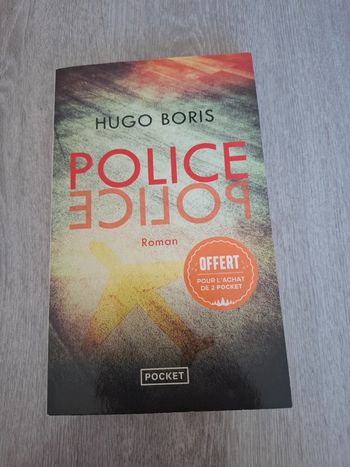 HUGO BORIS
POLICE
POLICE
Roman
OFFERT
POUR L'ACHAT
DE 2 POCKET
POCKET